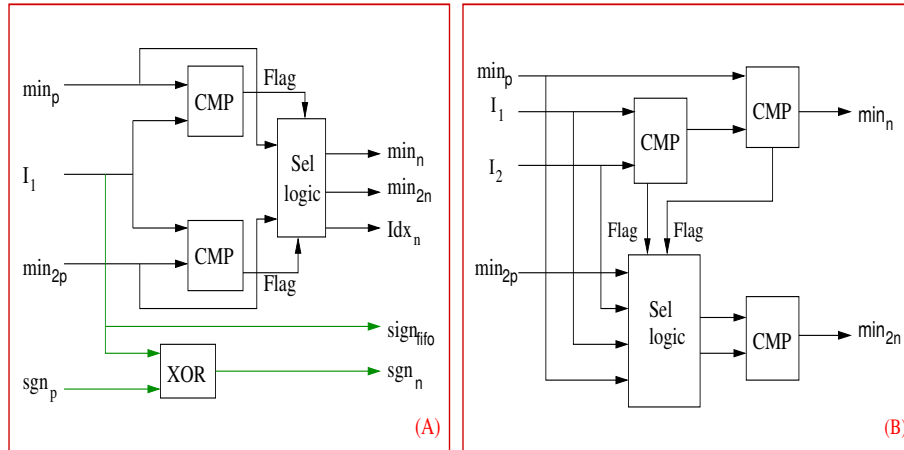 min_p
I_1
min_2p
sgn_p
CMP
Flag
CMP
Flag
Sel
logic
min_n
min_2n
Idx_n
sign_fifo
XOR
sgn_n
(A)
min_p
I_1
I_2
min_2p
CMP
CMP
min_n
Flag
Flag
Sel
logic
CMP
min_2n
(B)